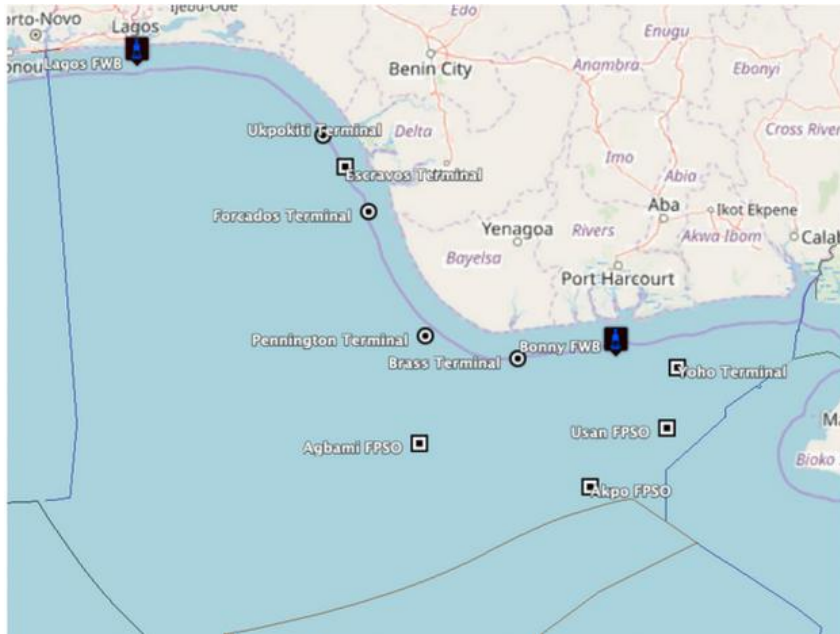 orto-Novo
Ijebu-Ode
Lagos
onou
Lagos FWB
Edo
Benin City
Enugu
Anambra
Ebonyi
Ukpokiti Terminal
Delta
Cross River
Escravos Terminal
Imo
Abia
Forcados Terminal
Aba
Ikot Ekpene
Yenagoa
Rivers
Akwa Ibom
Calab
Bayelsa
Port Harcourt
Pennington Terminal
Bonny FWB
Brass Terminal
Yoho Terminal
Ma
Usan FPSO
Agbami FPSO
Bioko
Akpo FPSO